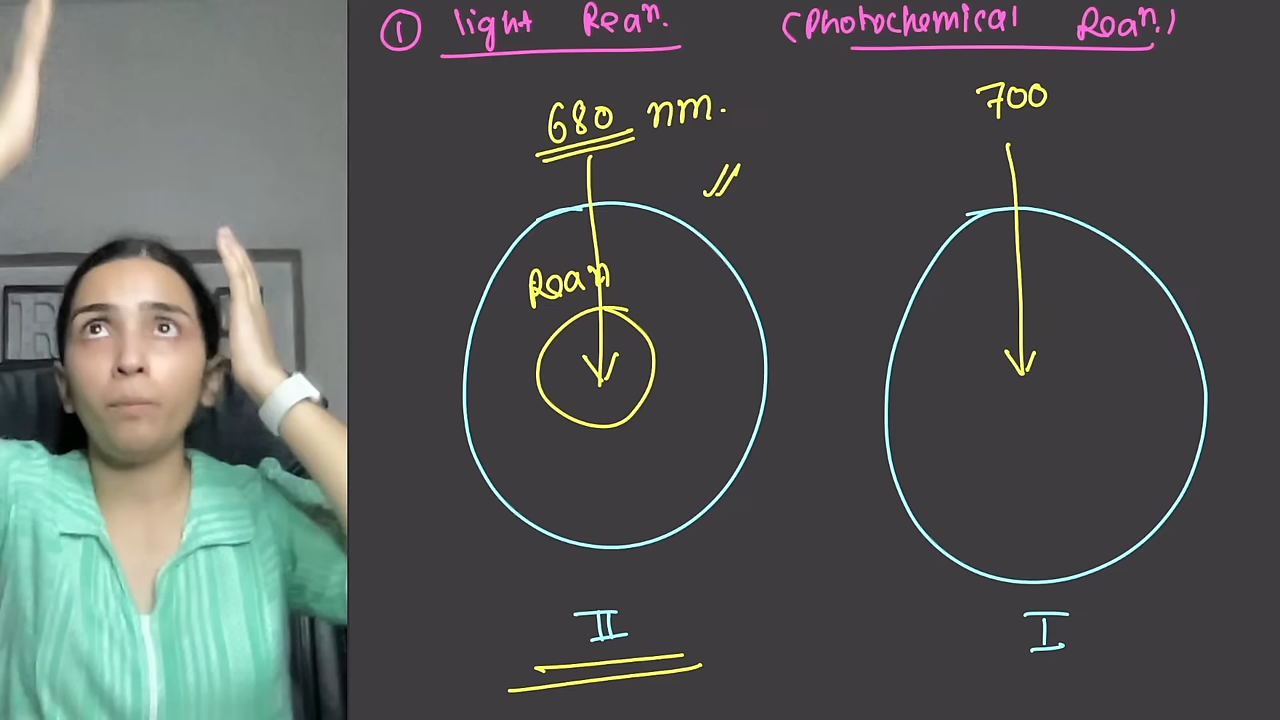 ① light Reaⁿ. (Photochemical Reaⁿ.)
680 nm.
700
Reaⁿ
II
I